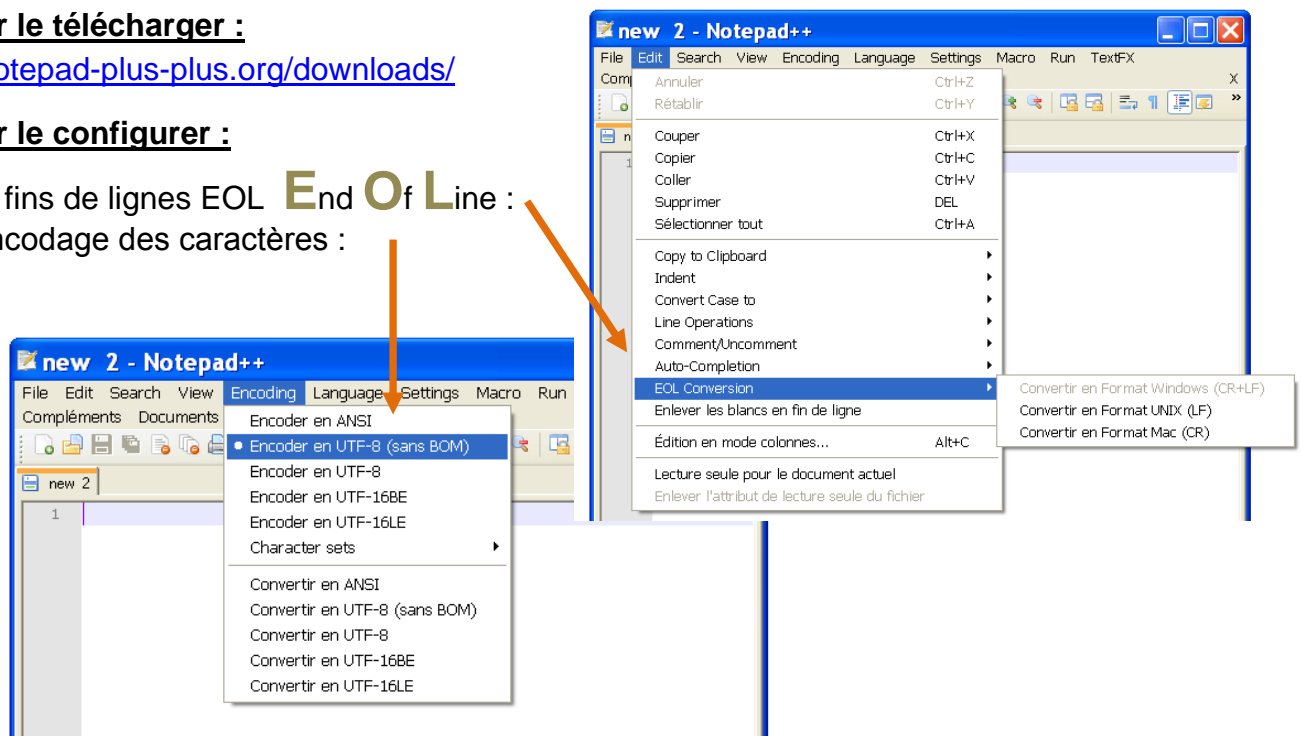 r le télécharger :
otepad-plus-plus.org/downloads/
r le configurer :
fins de lignes EOL End Of Line :
ncodage des caractères :
new 2 - Notepad++
File Edit Search View Encoding Language Settings Macro Run TextFX
Com X
Annuler Ctrl+Z
Rétablir Ctrl+Y
»
n
1
Couper Ctrl+X
Copier Ctrl+C
Coller Ctrl+V
Supprimer DEL
Sélectionner tout Ctrl+A
Copy to Clipboard
Indent
Convert Case to
Line Operations
Comment/Uncomment
Auto-Completion
EOL Conversion
Convertir en Format Windows (CR+LF)
Convertir en Format UNIX (LF)
Convertir en Format Mac (CR)
Enlever les blancs en fin de ligne
Édition en mode colonnes... Alt+C
Lecture seule pour le document actuel
Enlever l'attribut de lecture seule du fichier
new 2 - Notepad++
File Edit Search View Encoding Language Settings Macro Run
Compléments Documents
new 2
1
Encoder en ANSI
Encoder en UTF-8 (sans BOM)
Encoder en UTF-8
Encoder en UTF-16BE
Encoder en UTF-16LE
Character sets
Convertir en ANSI
Convertir en UTF-8 (sans BOM)
Convertir en UTF-8
Convertir en UTF-16BE
Convertir en UTF-16LE